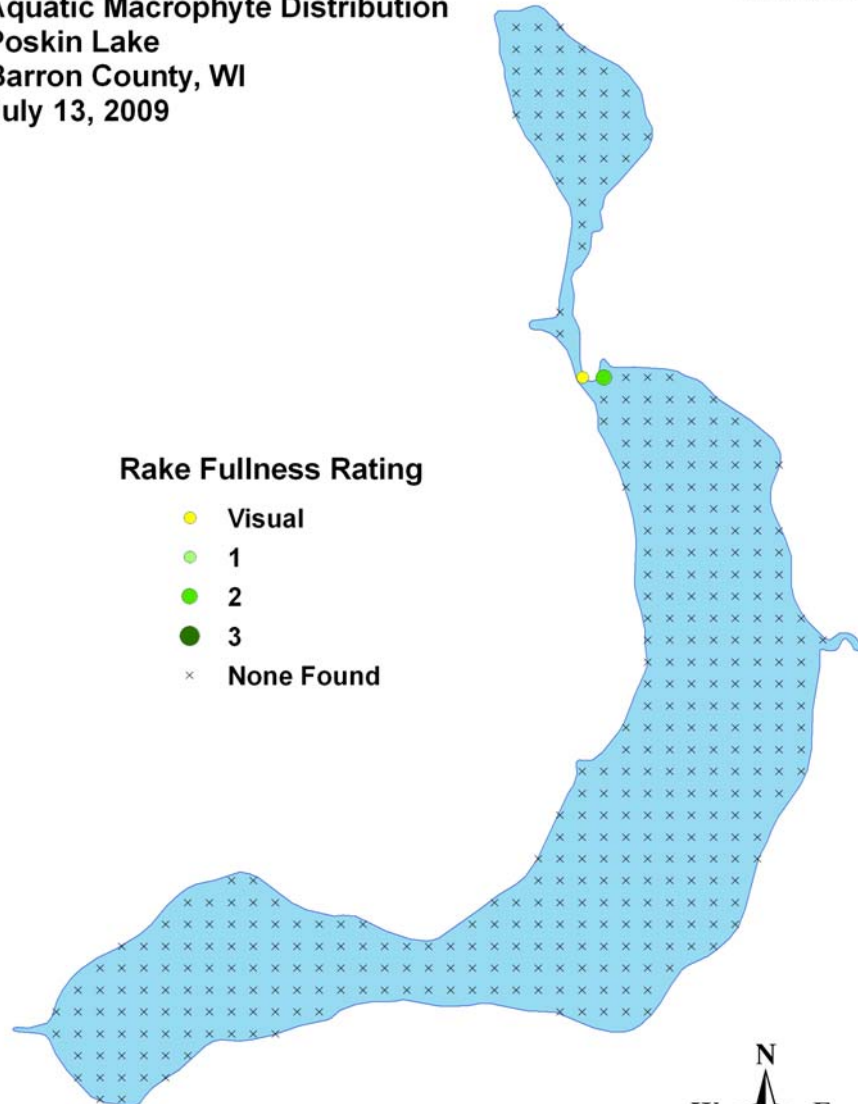 Aquatic Macrophyte Distribution
Poskin Lake
Barron County, WI
July 13, 2009
Rake Fullness Rating
Visual
1
2
3
None Found
N